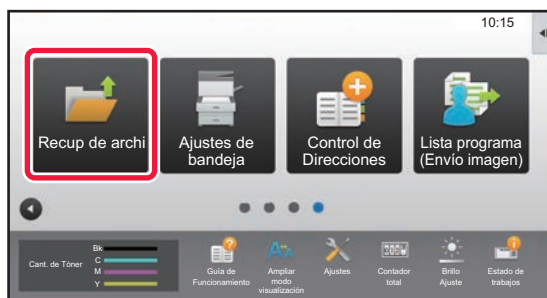 10:15
Recup de archi
Ajustes de
bandeja
Control de
Direcciones
Lista programa
(Envío imagen)
Cant. de Tóner
Bk
C
M
Y
Guía de
Funcionamiento
Ampliar
modo
visualización
Ajustes
Contador
total
Brillo
Ajuste
Estado de
trabajos